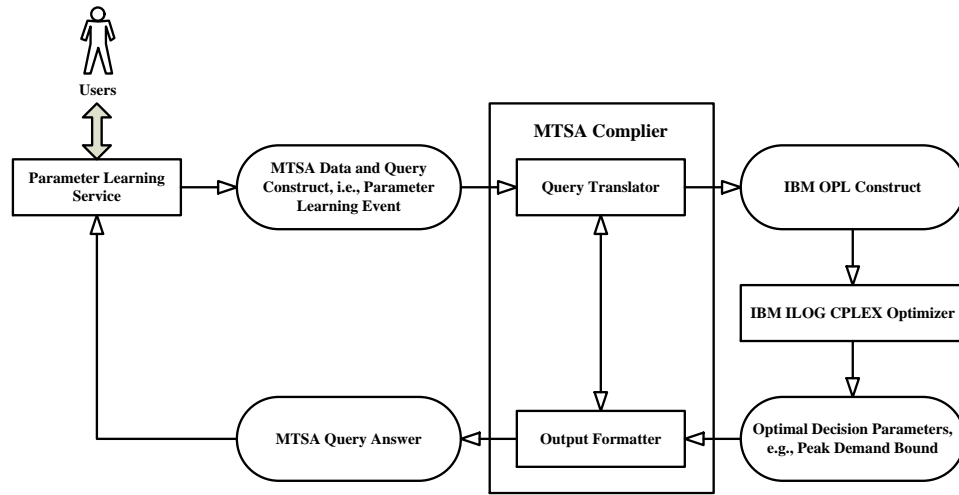 Users
Parameter Learning
Service
MTSA Data and Query
Construct, i.e., Parameter
Learning Event
MTSA Complier
Query Translator
IBM OPL Construct
IBM ILOG CPLEX Optimizer
Optimal Decision Parameters,
e.g., Peak Demand Bound
Output Formatter
MTSA Query Answer